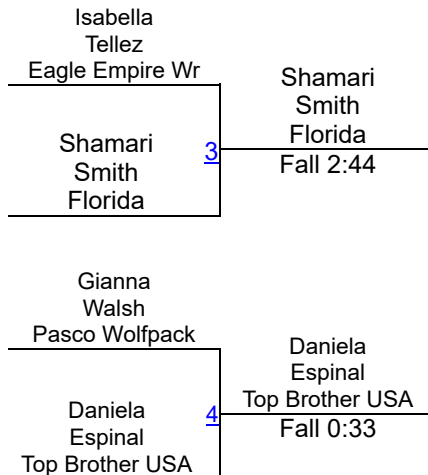 Isabella
Tellez
Eagle Empire Wr
Shamari
Smith
Florida
3
Shamari
Smith
Florida
Fall 2:44
Gianna
Walsh
Pasco Wolfpack
Daniela
Espinal
Top Brother USA
4
Daniela
Espinal
Top Brother USA
Fall 0:33